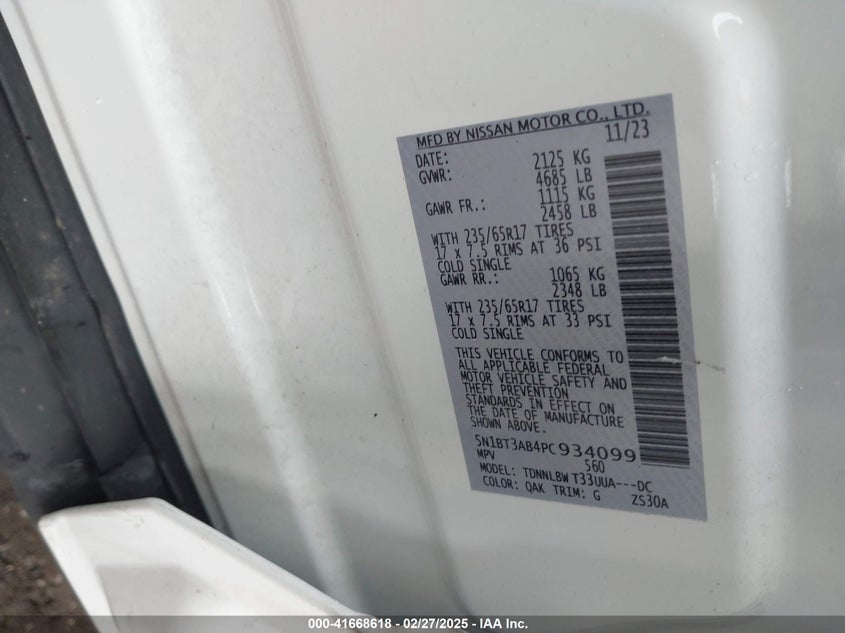 MFD BY NISSAN MOTOR CO., LTD.
DATE: 11/23
GVWR: 2125 KG
4685 LB
GAWR FR.: 1115 KG
2458 LB
WITH 235/65R17 TIRES
17 x 7.5 RIMS AT 36 PSI
COLD SINGLE
GAWR RR.: 1065 KG
2348 LB
WITH 235/65R17 TIRES
17 x 7.5 RIMS AT 33 PSI
COLD SINGLE
THIS VEHICLE CONFORMS TO
ALL APPLICABLE FEDERAL
MOTOR VEHICLE SAFETY AND
THEFT PREVENTION
STANDARDS IN EFFECT ON
THE DATE OF MANUFACTURE
SHOWN ABOVE.
5N1BT3AB4PC934099
MPV 560
MODEL: TDNNLBW T33UUA---DC
COLOR: QAK TRIM: G ZS30A
000-41668618 - 02/27/2025 - IAA Inc.